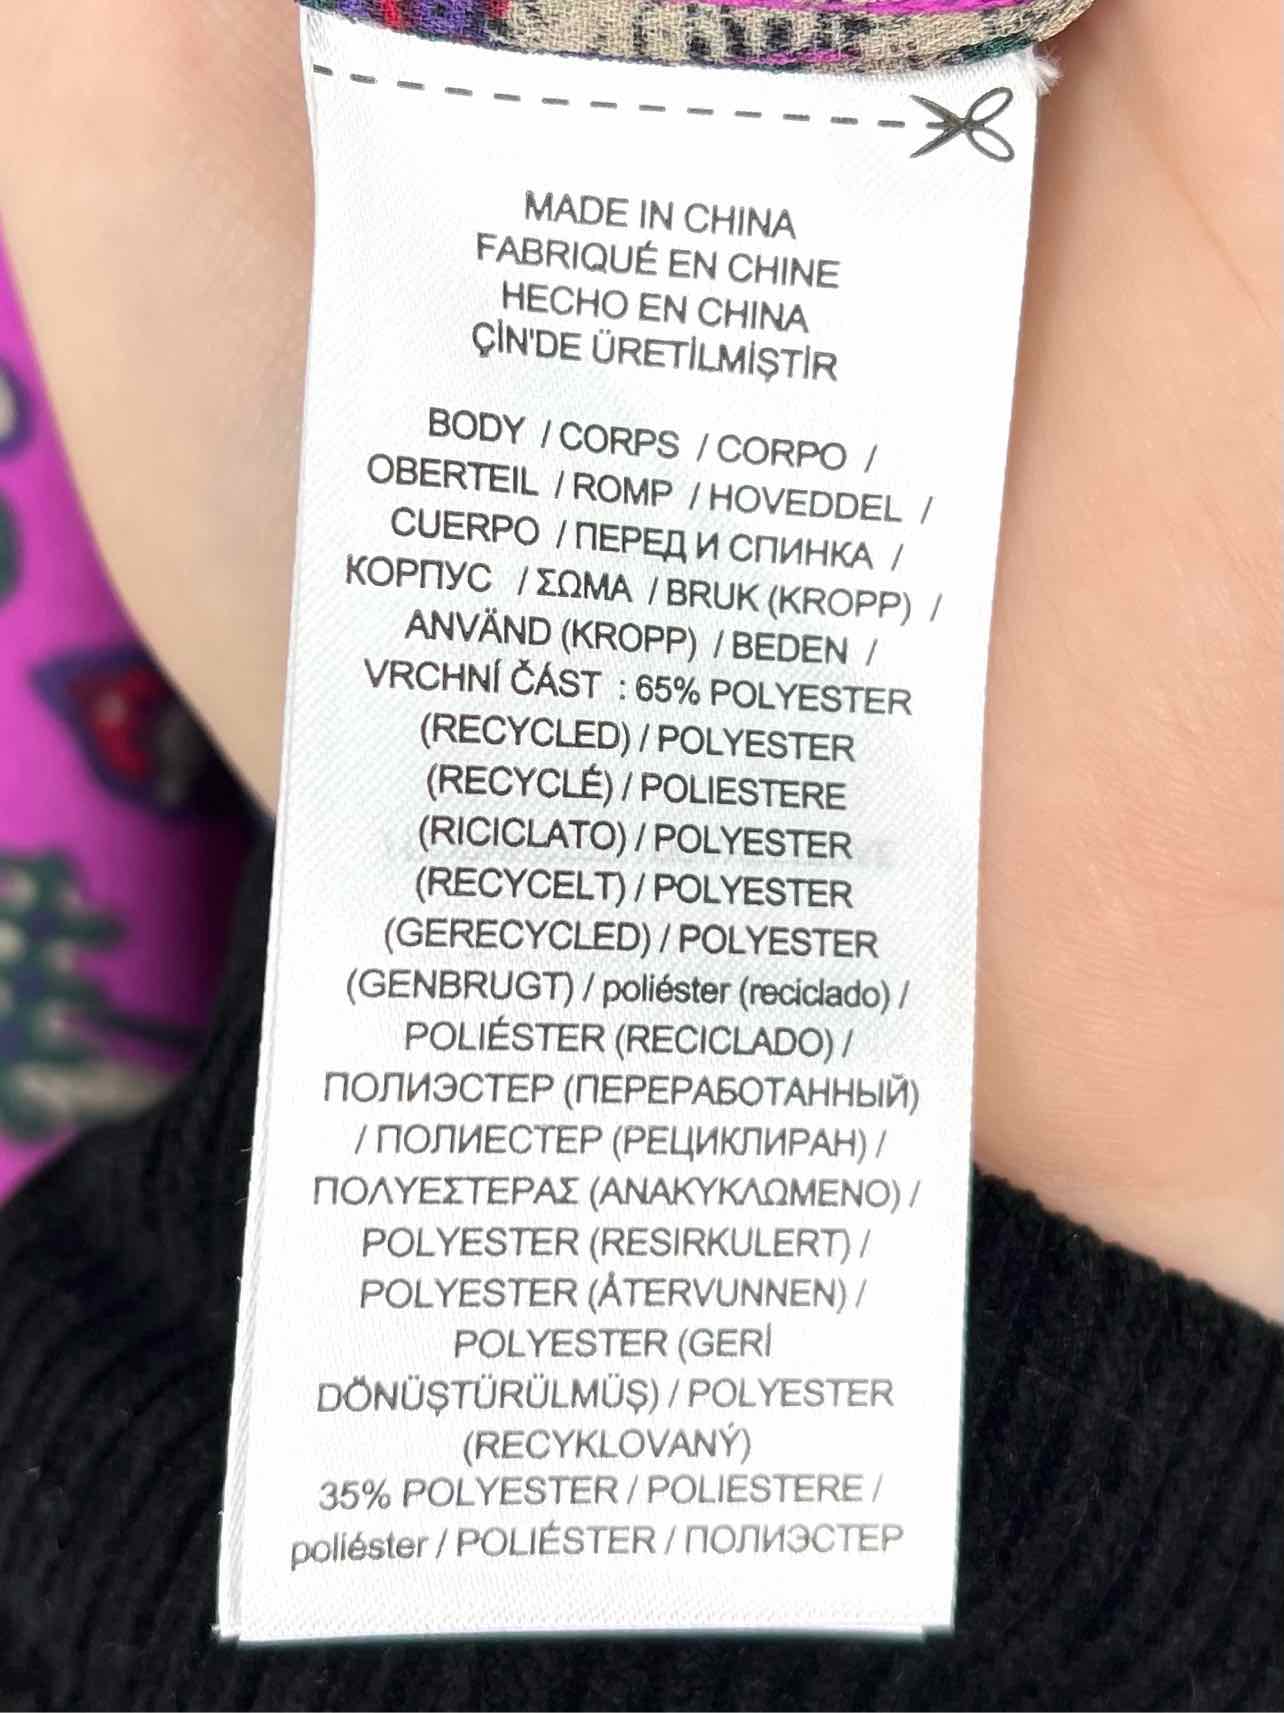 MADE IN CHINA
FABRIQUÉ EN CHINE
HECHO EN CHINA
ÇİN'DE ÜRETİLMİŞTİR
BODY / CORPS / CORPO /
OBERTEIL / ROMP / HOVEDDEL /
CUERPO / ПЕРЕД И СПИНКА /
КОРПУС / ΣΩΜΑ / BRUK (KROPP) /
ANVÄND (KROPP) / BEDEN /
VRCHNÍ ČÁST : 65% POLYESTER
(RECYCLED) / POLYESTER
(RECYCLÉ) / POLIESTERE
(RICICLATO) / POLYESTER
(RECYCELT) / POLYESTER
(GERECYCLED) / POLYESTER
(GENBRUGT) / poliéster (reciclado) /
POLIÉSTER (RECICLADO) /
ПОЛИЭСТЕР (ПЕРЕРАБОТАННЫЙ)
/ ПОЛИЕСТЕР (РЕЦИКЛИРАН) /
ΠΟΛΥΕΣΤΕΡΑΣ (ΑΝΑΚΥΚΛΩΜΕΝΟ) /
POLYESTER (RESIRKULERT) /
POLYESTER (ÅTERVUNNEN) /
POLYESTER (GERİ
DÖNÜŞTÜRÜLMÜŞ) / POLYESTER
(RECYKLOVANÝ)
35% POLYESTER / POLIESTERE /
poliéster / POLIÉSTER / ПОЛИЭСТЕР